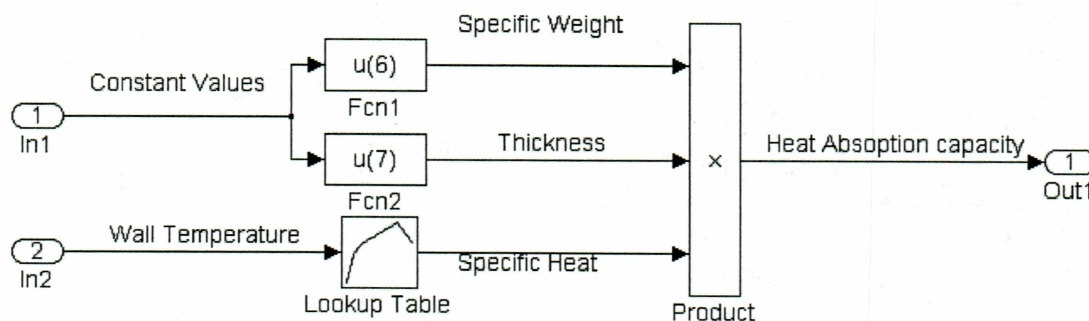 Specific Weight
u(6)
Constant Values
Fcn1
1
In1
Thickness
u(7)
Heat Absoption capacity
×
1
Out1
Fcn2
Wall Temperature
2
In2
Specific Heat
Lookup Table
Product